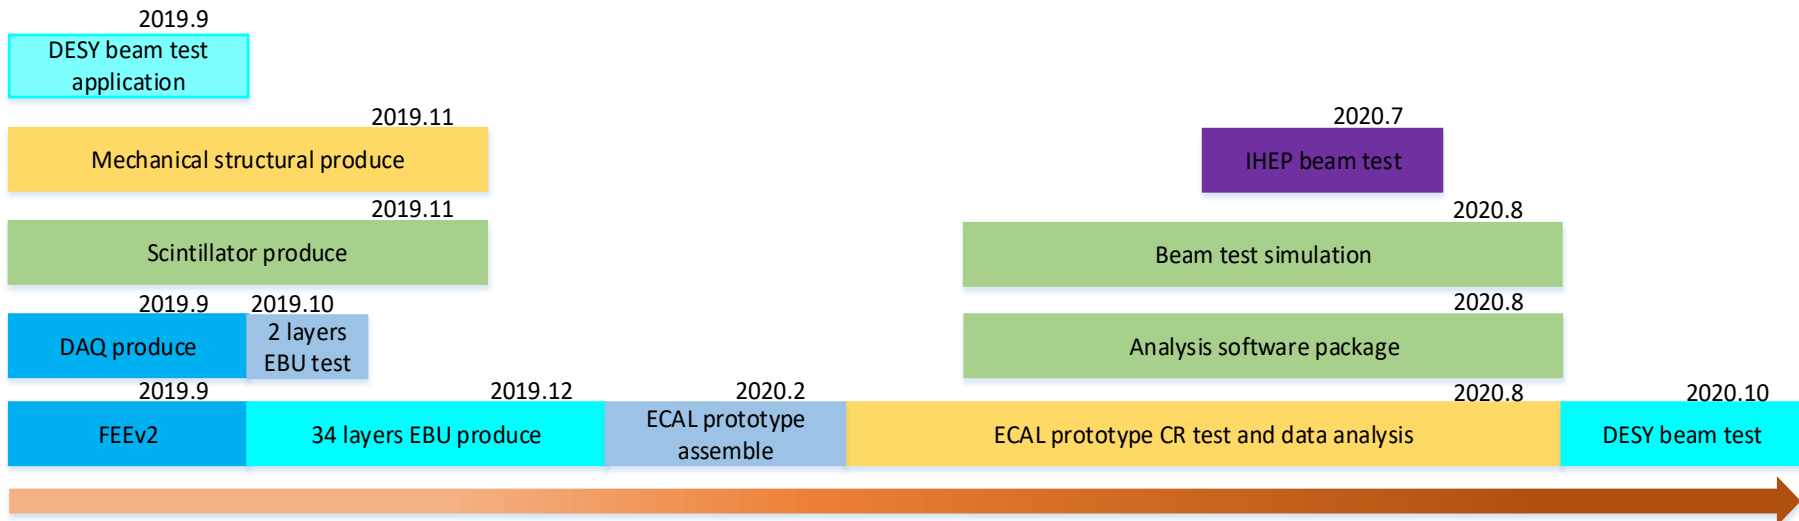 2019.9
DESY beam test
application
2019.11
Mechanical structural produce
2020.7
IHEP beam test
2019.11
Scintillator produce
2020.8
Beam test simulation
2019.9
DAQ produce
2019.10
2 layers
EBU test
2020.8
Analysis software package
2019.9
FEEv2
2019.12
34 layers EBU produce
2020.2
ECAL prototype
assemble
2020.8
ECAL prototype CR test and data analysis
2020.10
DESY beam test